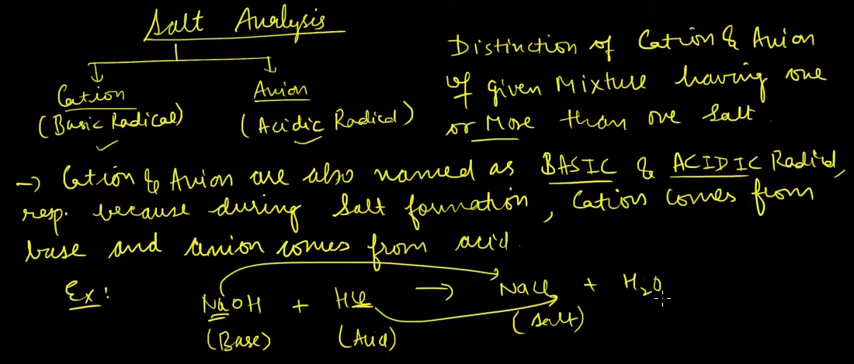 Salt Analysis
Cation
(Basic Radical)
Anion
(Acidic Radical)
Distinction of Cation & Anion
of given Mixture having one
or More than one Salt
→ Cation & Anion are also named as BASIC & ACIDIC Radical,
resp. because during Salt formation, Cation comes from
base and anion comes from acid.
Ex: NaOH + HCl → NaCl + H₂O
(Base) (Acid) (Salt)